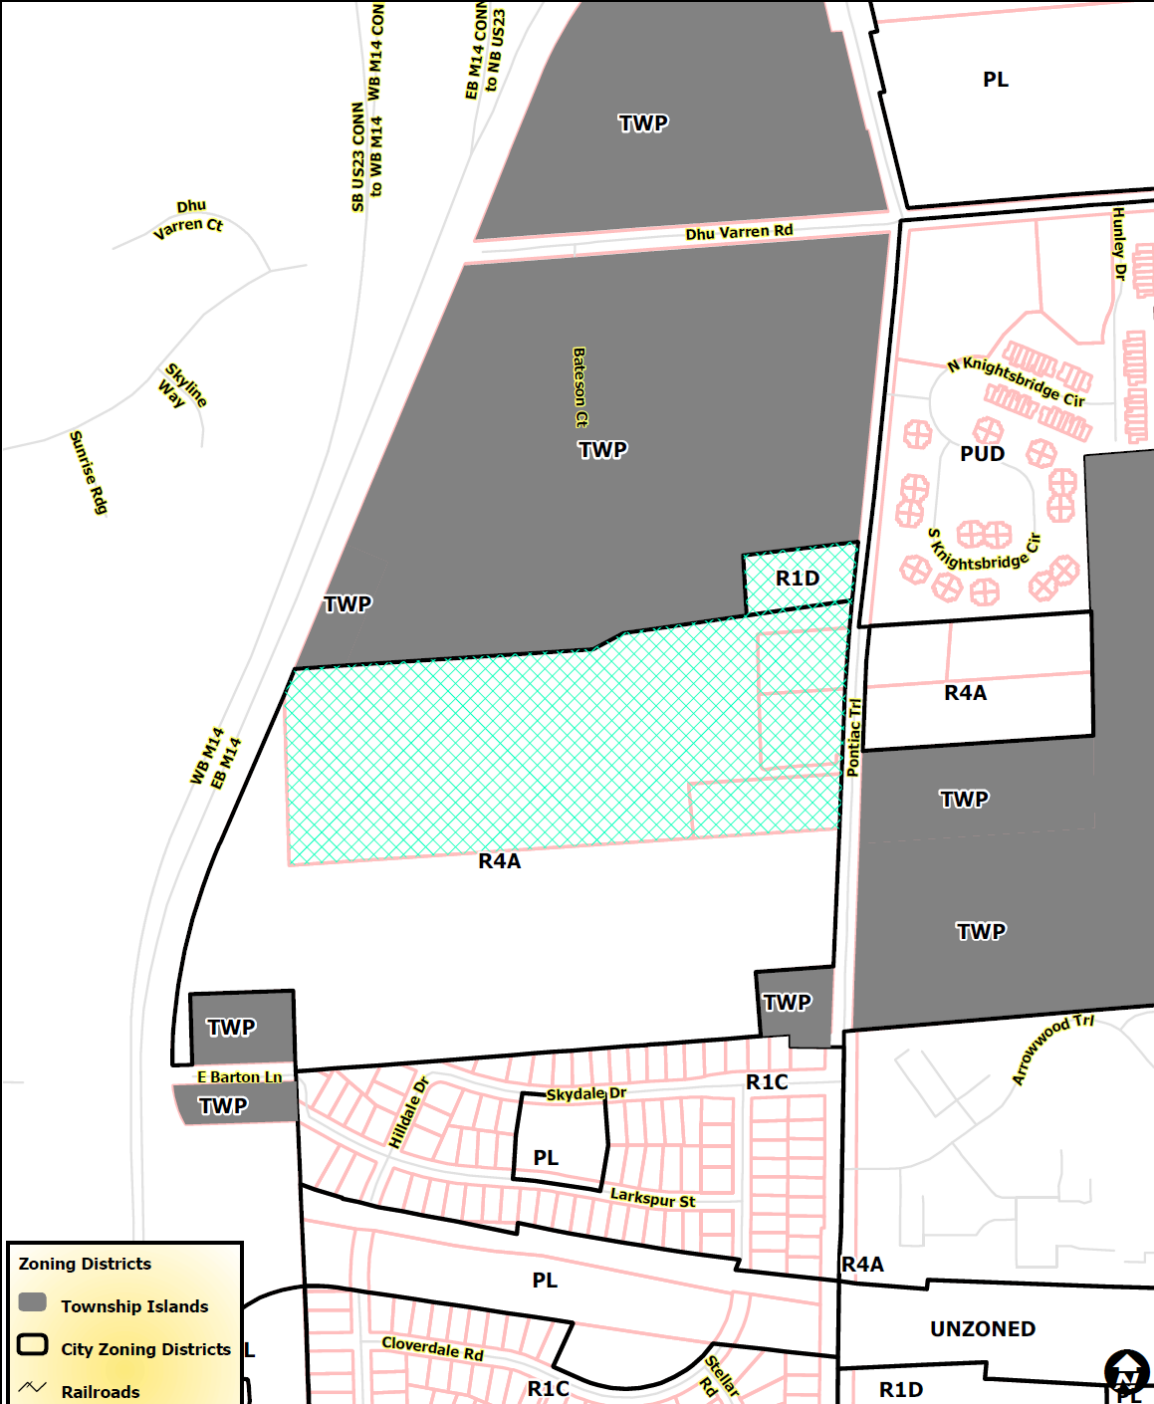 WB M14 CON
EB M14 CONN
to NB US23
SB US23 CONN
to WB M14
PL
TWP
Dhu
Varren Ct
Dhu Varren Rd
Hunley Dr
Skyline
Way
Sunrise Rdg
Bateson Ct
TWP
N Knightsbridge Cir
PUD
S Knightsbridge Cir
R1D
TWP
R4A
Pontiac Trl
WB M14
EB M14
TWP
R4A
TWP
TWP
TWP
Arrowwood Trl
E Barton Ln
TWP
Hilldale Dr
Skydale Dr
R1C
PL
Larkspur St
R4A
PL
UNZONED
Cloverdale Rd
Stellar
Rd
R1C
R1D
PL
N
L
Zoning Districts
Township Islands
City Zoning Districts
Railroads